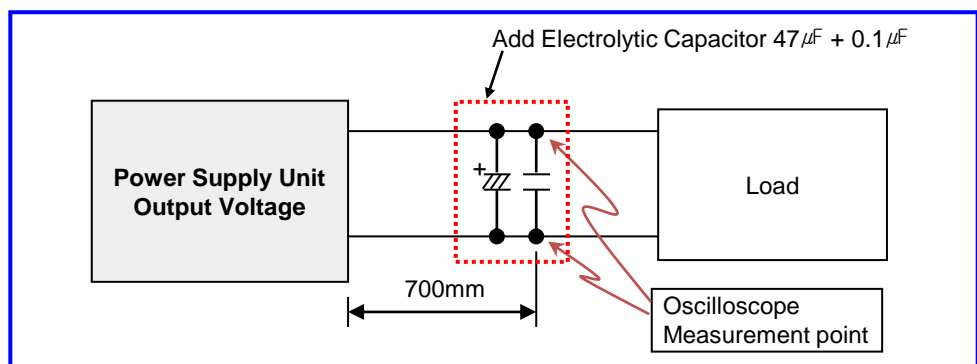 Add Electrolytic Capacitor 47㎌ + 0.1㎌
Power Supply Unit
Output Voltage
+
Load
700mm
Oscilloscope
Measurement point